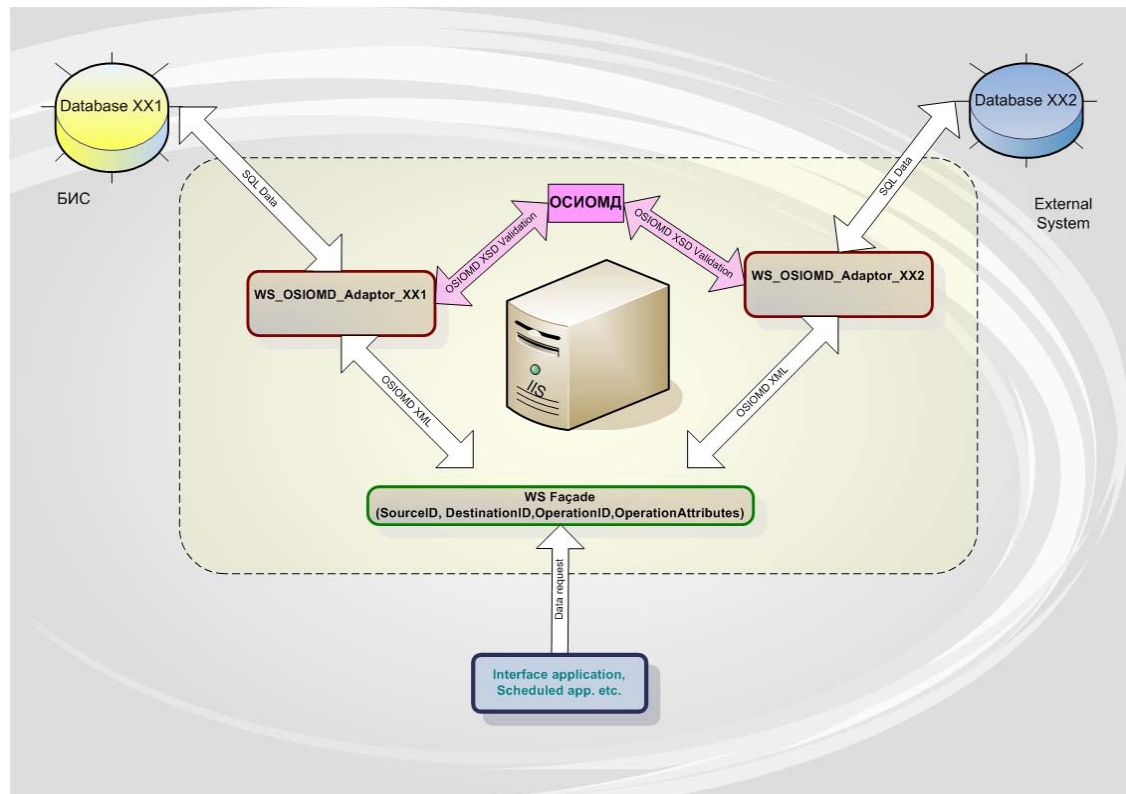 Database XX1
Database XX2
БИС
External
System
SQL Data
SQL Data
ОСИОМД
OSIOMD XSD Validation
OSIOMD XSD Validation
WS_OSIOMD_Adaptor_XX1
WS_OSIOMD_Adaptor_XX2
IIS
OSIOMD XML
OSIOMD XML
WS Façade
(SourceID, DestinationID,OperationID,OperationAttributes)
Data request
Interface application,
Scheduled app. etc.